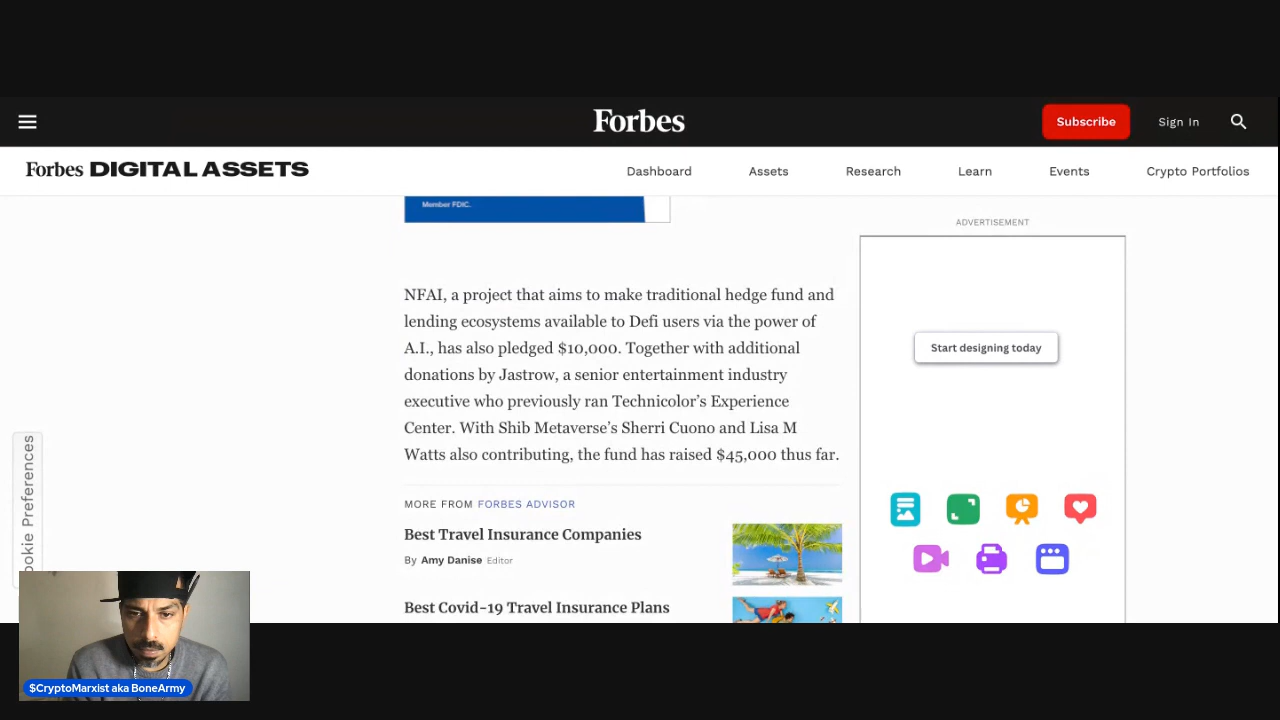 Forbes
Subscribe
Sign In
Forbes DIGITAL ASSETS
Dashboard
Assets
Research
Learn
Events
Crypto Portfolios
Member FDIC.
ADVERTISEMENT
NFAI, a project that aims to make traditional hedge fund and
lending ecosystems available to Defi users via the power of
A.I., has also pledged $10,000. Together with additional
donations by Jastrow, a senior entertainment industry
executive who previously ran Technicolor’s Experience
Center. With Shib Metaverse’s Sherri Cuono and Lisa M
Watts also contributing, the fund has raised $45,000 thus far.
Start designing today
MORE FROM FORBES ADVISOR
Best Travel Insurance Companies
By Amy Danise Editor
Best Covid-19 Travel Insurance Plans
ookie Preferences
$CryptoMarxist aka BoneArmy